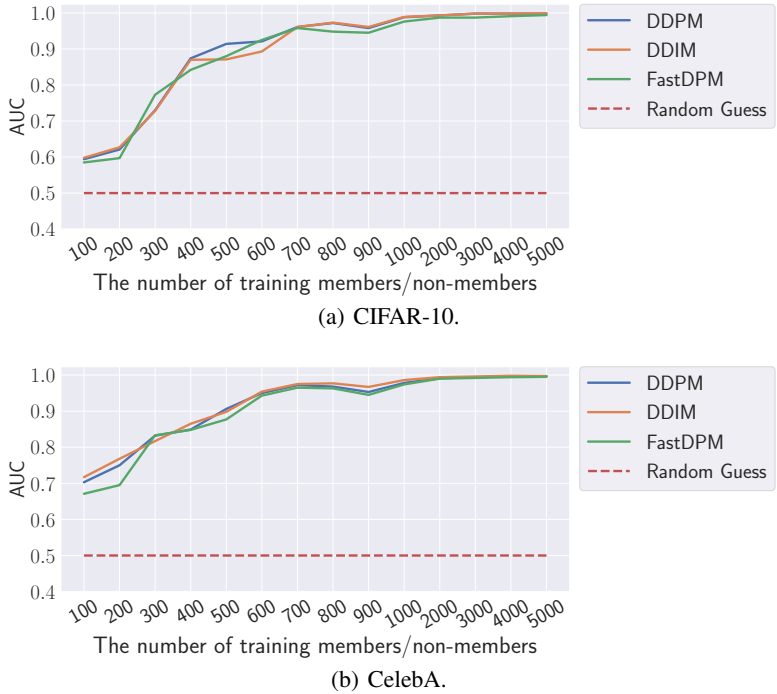 1.0
0.9
0.8
0.7
0.6
0.5
0.4
AUC
100 200 300 400 500 600 700 800 900 1000 2000 3000 4000 5000
The number of training members/non-members
DDPM
DDIM
FastDPM
Random Guess
(a) CIFAR-10.
1.0
0.9
0.8
0.7
0.6
0.5
0.4
AUC
100 200 300 400 500 600 700 800 900 1000 2000 3000 4000 5000
The number of training members/non-members
DDPM
DDIM
FastDPM
Random Guess
(b) CelebA.